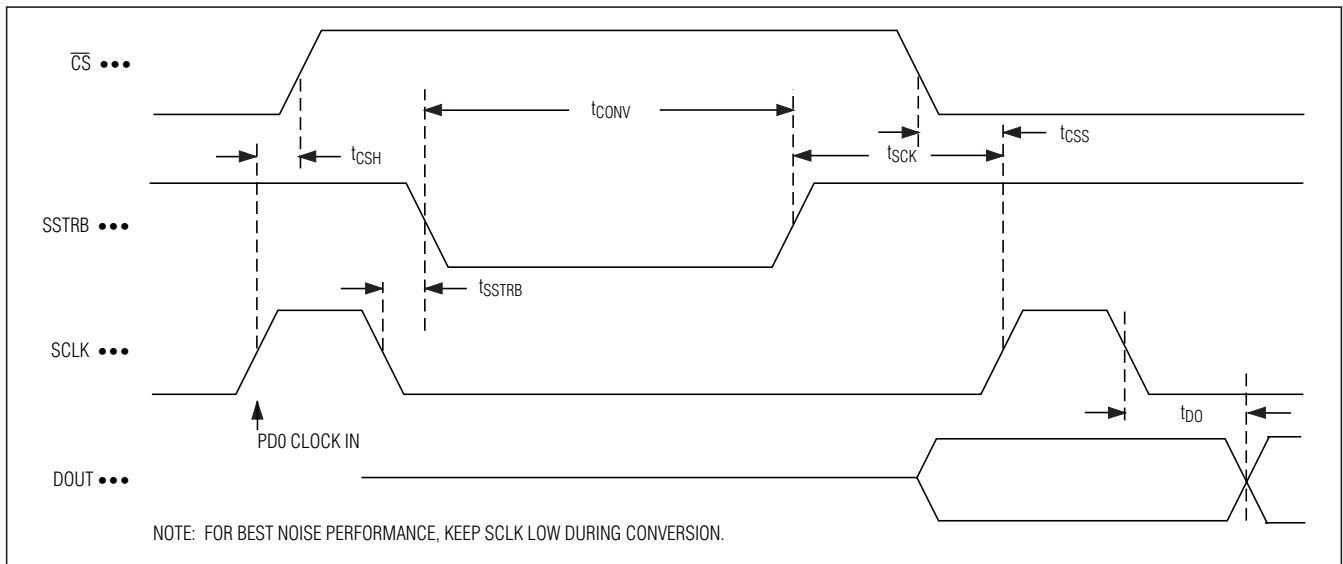 CS •••
tCONV
tCSS
tCSH
tSCK
SSTRB •••
tSSTRB
SCLK •••
tDO
PD0 CLOCK IN
DOUT •••
NOTE: FOR BEST NOISE PERFORMANCE, KEEP SCLK LOW DURING CONVERSION.